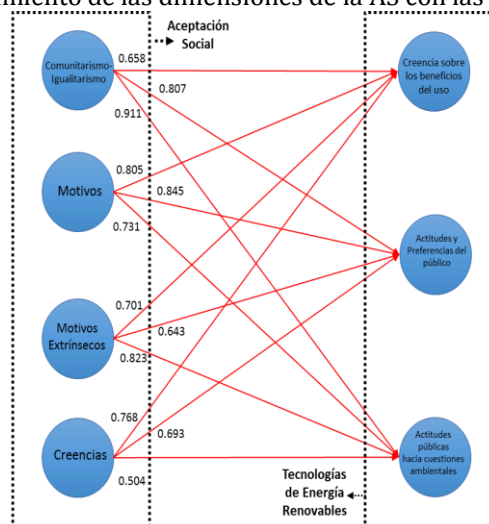 miento de las dimensiones de la AS con las
Aceptación
Social
Comunitarismo-
Igualitarismo
0.658
0.807
0.911
Creencia sobre
los beneficios
del uso
Motivos
0.805
0.845
0.731
Actitudes y
Preferencias del
público
Motivos
Extrínsecos
0.701
0.643
0.823
Creencias
0.768
0.693
0.504
Actitudes
públicas
hacia cuestiones
ambientales
Tecnologías
de Energía
Renovables